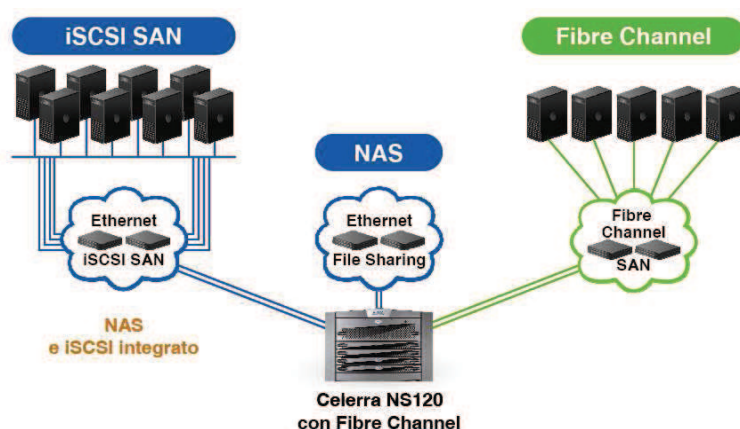 iSCSI SAN
Fibre Channel
NAS
Ethernet
iSCSI SAN
Ethernet
File Sharing
Fibre
Channel
SAN
NAS
e iSCSI integrato
Celerra NS120
con Fibre Channel